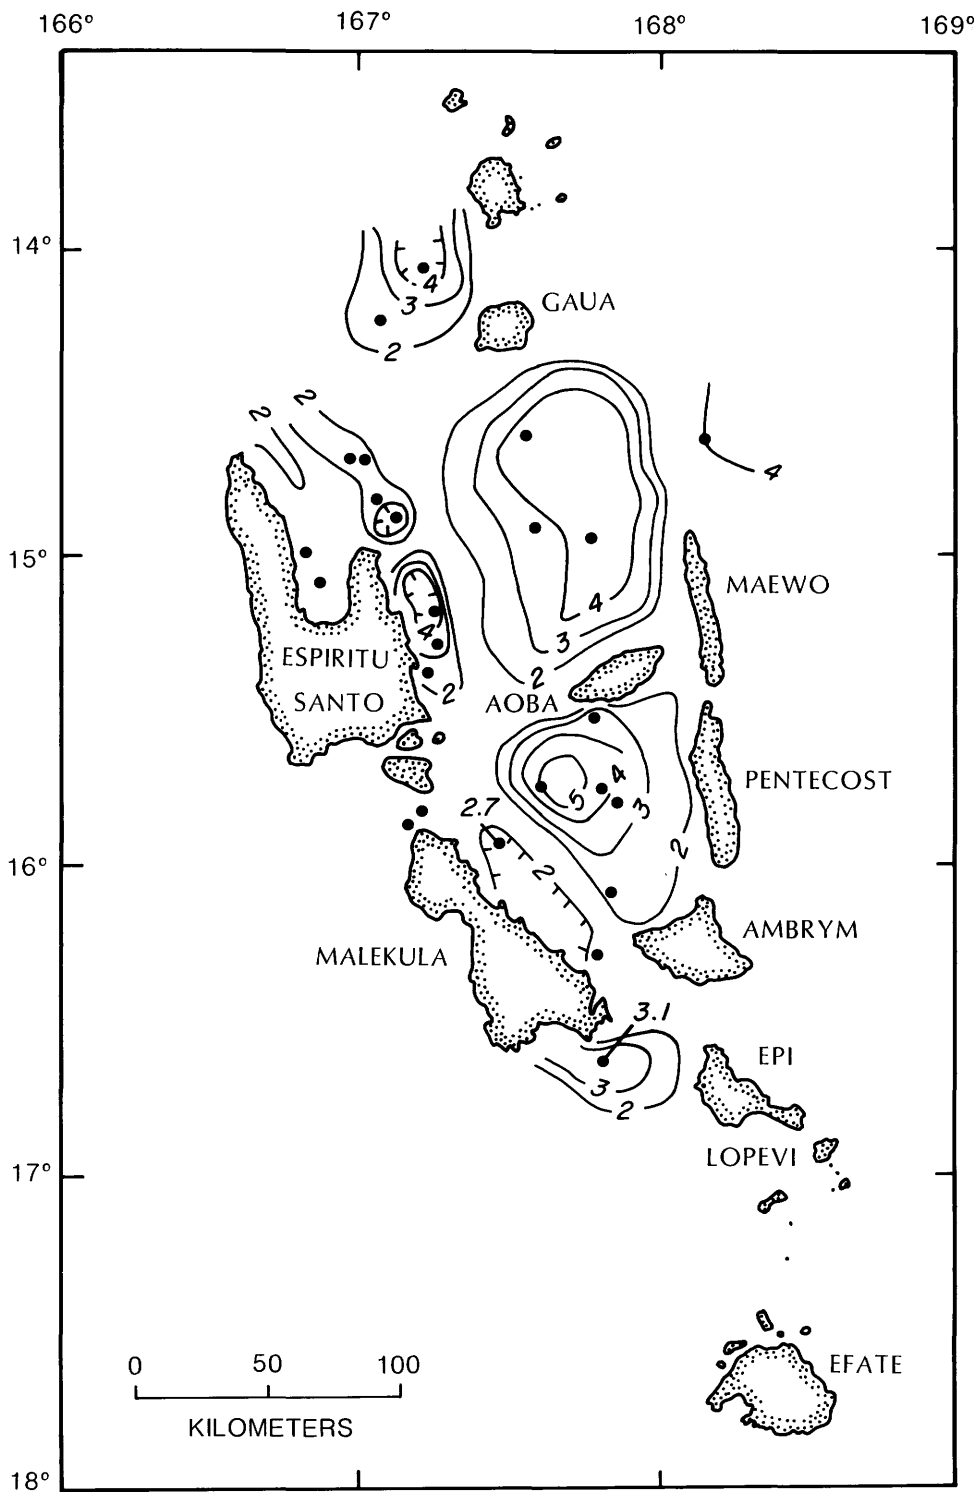 166° 167° 168° 169°
14°
4
3
2
GAUA
2 2
4
15°
MAEWO
4
4
3
ESPIRITU
SANTO
2
2
AOBA
4
5
3
PENTECOST
2.7
2
2
16°
AMBRYM
MALEKULA
3.1
EPI
3
2
LOPEVI
17°
0 50 100
EFATE
KILOMETERS
18°